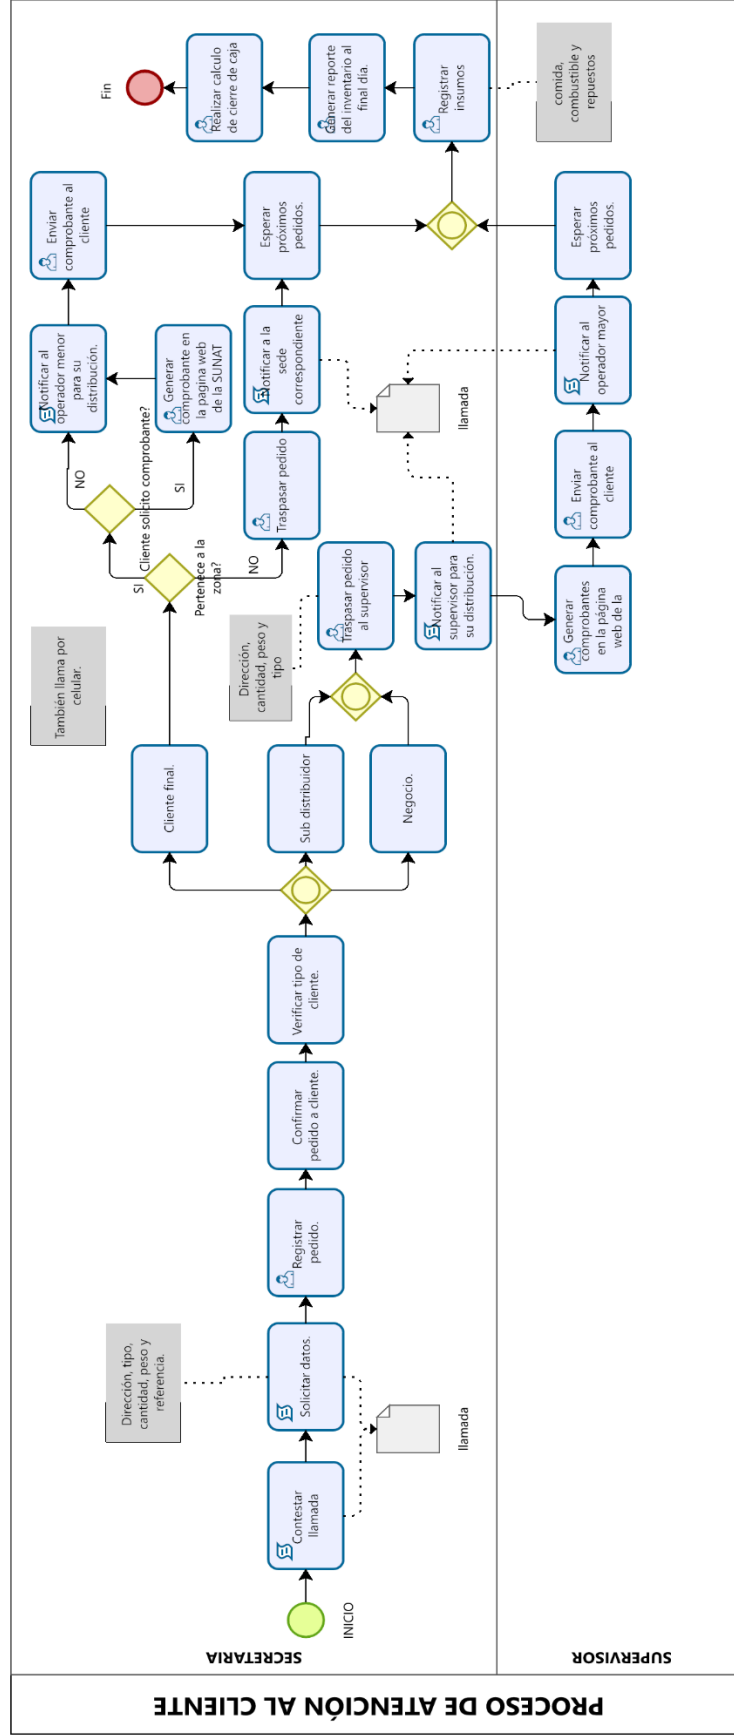 PROCESO DE ATENCIÓN AL CLIENTE
SECRETARIA
SUPERVISOR
INICIO
Contestar
llamada
llamada
Dirección, tipo,
cantidad, peso y
referencia.
Solicitar datos.
Registrar
pedido.
Confirmar
pedido a cliente.
Verificar tipo de
cliente.
Cliente final.
Sub distribuidor
Negocio.
También llama por
celular.
Dirección,
cantidad, peso y
tipo
Pertenece a la
zona?
SI
NO
Cliente solicito comprobante?
NO
SI
Notificar al
operador menor
para su
distribución.
Generar
comprobante en
la pagina web
de la SUNAT
Enviar
comprobante al
cliente
Traspasar pedido
Notificar a la
sede
correspondiente
Esperar
próximos
pedidos.
Traspasar pedido
al supervisor
Notificar al
supervisor para
su distribución.
llamada
Generar
comprobantes
en la página
web de la
Enviar
comprobante al
cliente
Notificar al
operador mayor
Esperar
próximos
pedidos.
Registrar
insumos
comida,
combustible y
repuestos
Generar reporte
del inventario al
final día.
Realizar calculo
de cierre de caja
Fin